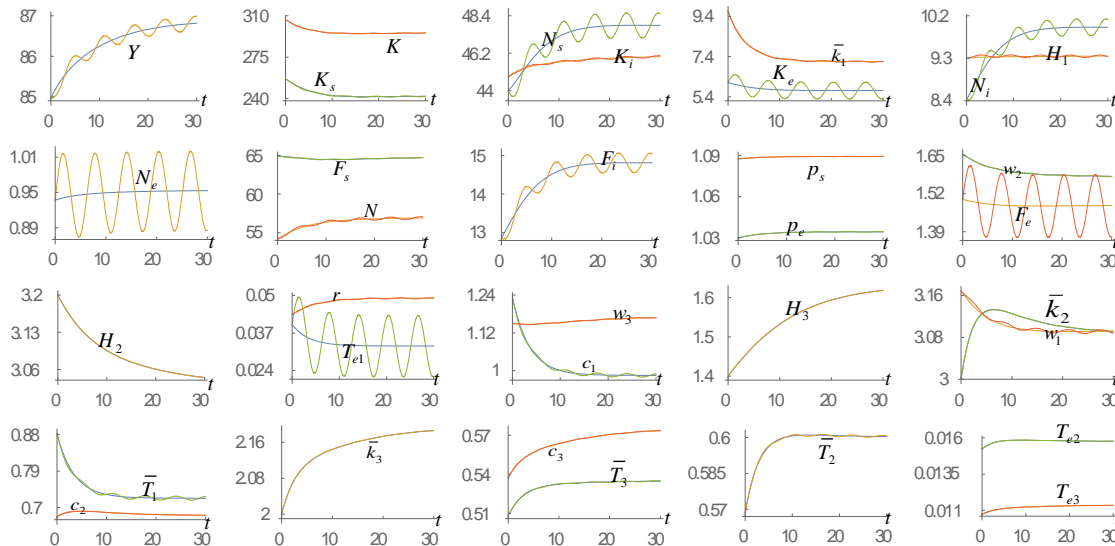 87 310 48.4 9.4 10.2
Y K N_s K_i k̄_1 K_e H_1
86 275 46.2 7.4 9.3
K_s N_i
85 240 44 5.4 8.4
0 10 20 30 t 0 10 20 30 t 0 10 20 30 t 0 10 20 30 t 0 10 20 30 t
1.01 65 15 1.09 1.65
N_e F_s F_i p_s w_2
0.95 60 14 1.06 1.52
N p_e F_e
0.89 55 13 1.03 1.39
0 10 20 30 t 0 10 20 30 t 0 10 20 30 t 0 10 20 30 t 0 10 20 30 t
3.2 0.05 1.24 1.6 3.16
r w_3 H_3 k̄_2
3.13 0.037 1.12 1.5 3.08
H_2 T_e1 c_1 w_1
3.06 0.024 1 1.4 3
0 10 20 30 t 0 10 20 30 t 0 10 20 30 t 0 10 20 30 t 0 10 20 30 t
0.88 2.16 0.57 0.6 0.016
k̄_3 c_3 T̄_2 T_e2
0.79 2.08 0.54 0.585 0.0135
T̄_1 T̄_3 T_e3
0.7 2 0.51 0.57 0.011
c_2
0 10 20 30 t 0 10 20 30 t 0 10 20 30 t 0 10 20 30 t 0 10 20 30 t